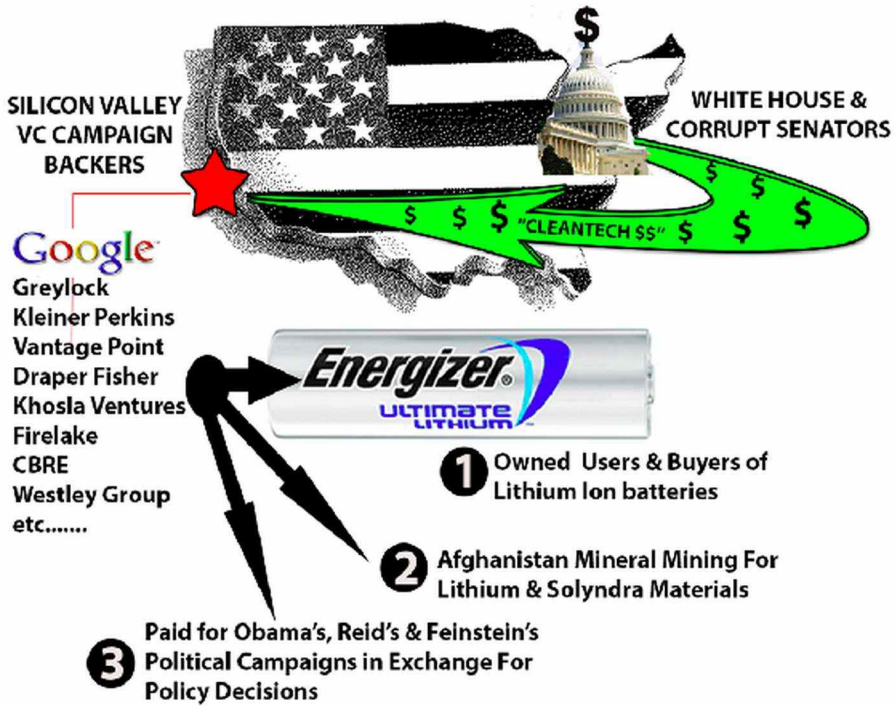 $
SILICON VALLEY
VC CAMPAIGN
BACKERS
WHITE HOUSE &
CORRUPT SENATORS
$ $ $ "CLEANTECH $$" $ $ $ $ $
Google
Greylock
Kleiner Perkins
Vantage Point
Draper Fisher
Khosla Ventures
Firelake
CBRE
Westley Group
etc.......
Energizer®
ULTIMATE
LITHIUM™
1 Owned Users & Buyers of
Lithium Ion batteries
2 Afghanistan Mineral Mining For
Lithium & Solyndra Materials
3 Paid for Obama's, Reid's & Feinstein's
Political Campaigns in Exchange For
Policy Decisions